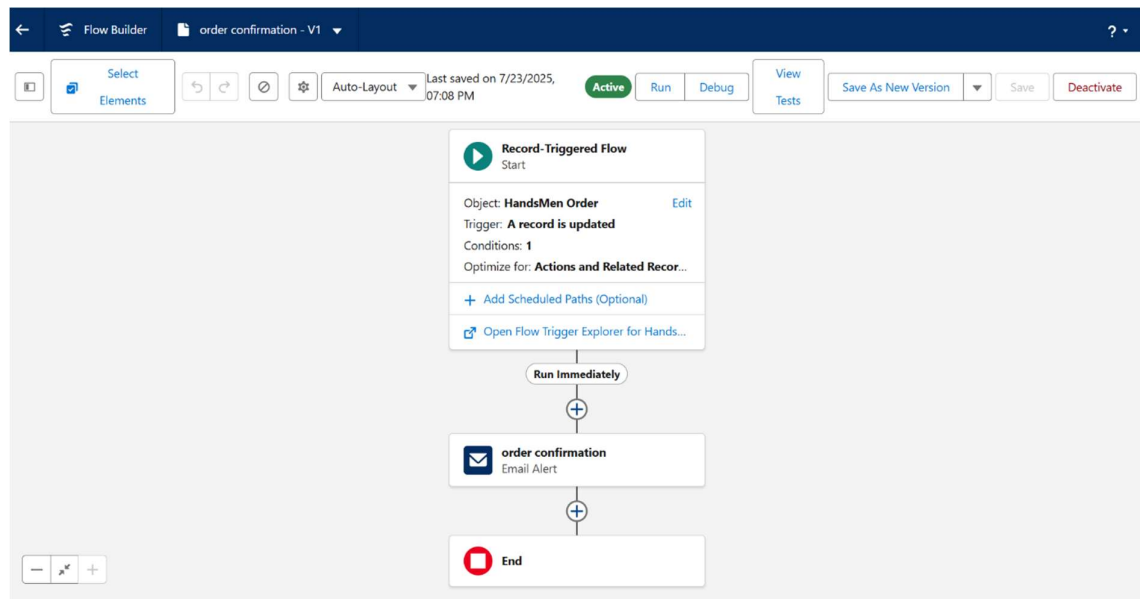 Flow Builder
order confirmation - V1
?
Select
Elements
Auto-Layout
Last saved on 7/23/2025,
07:08 PM
Active
Run
Debug
View
Tests
Save As New Version
Save
Deactivate
Record-Triggered Flow
Start
Object: HandsMen Order
Edit
Trigger: A record is updated
Conditions: 1
Optimize for: Actions and Related Recor...
+ Add Scheduled Paths (Optional)
Open Flow Trigger Explorer for Hands...
Run Immediately
order confirmation
Email Alert
End